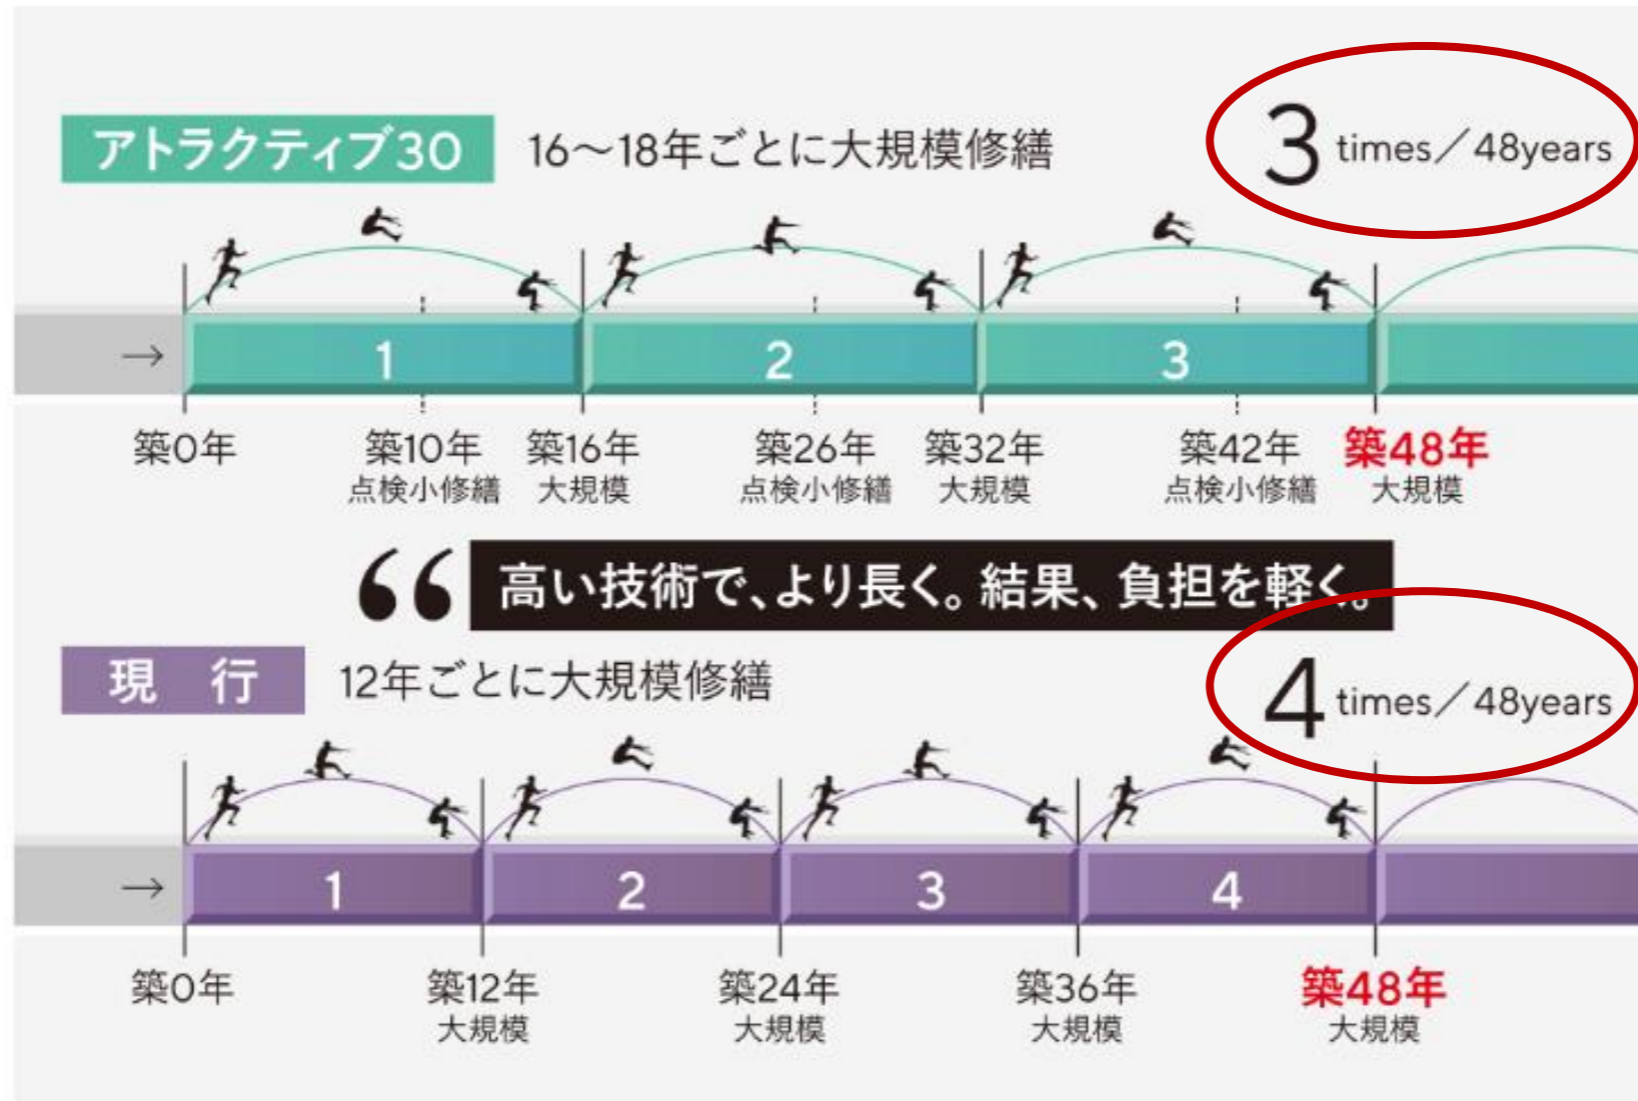 アトラクティブ30 16～18年ごとに大規模修繕 3 times／48years
→ 1 2 3
築0年 築10年 築16年 築26年 築32年 築42年 築48年
点検小修繕 大規模 点検小修繕 大規模 点検小修繕 大規模
“ 高い技術で、より長く。結果、負担を軽く。
現 行 12年ごとに大規模修繕 4 times／48years
→ 1 2 3 4
築0年 築12年 築24年 築36年 築48年
大規模 大規模 大規模 大規模